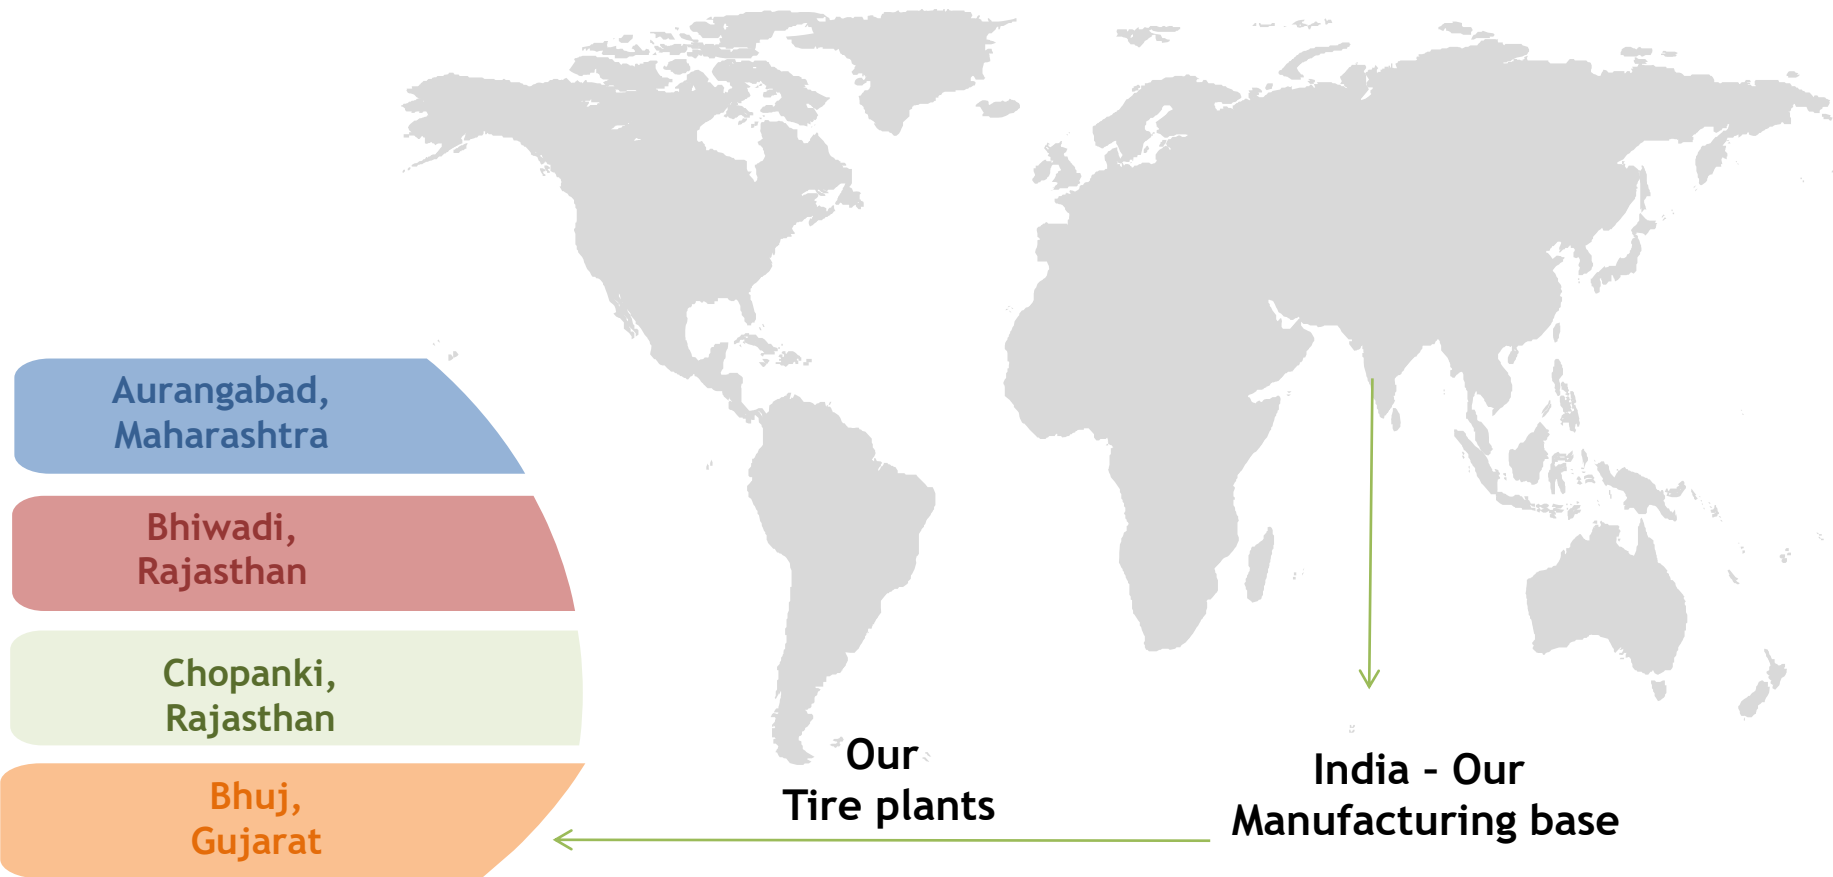 Aurangabad,
Maharashtra
Bhiwadi,
Rajasthan
Chopanki,
Rajasthan
Bhuj,
Gujarat
Our
Tire plants
India – Our
Manufacturing base